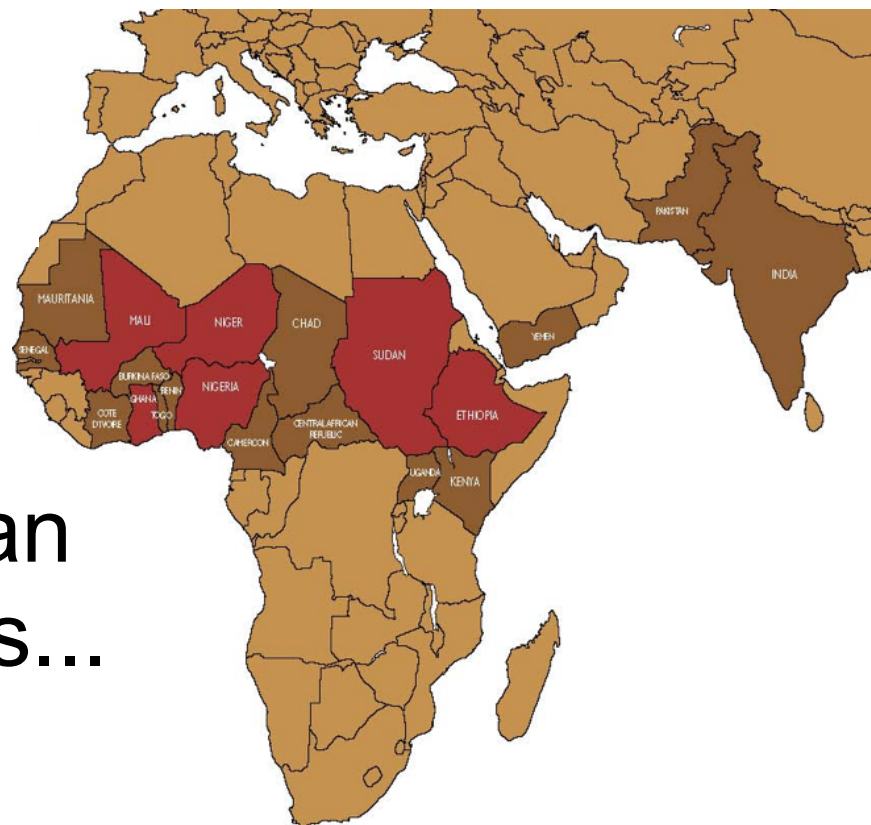 PAKISTAN
INDIA
MAURITANIA
MALI
NIGER
CHAD
YEMEN
SENEGAL
SUDAN
BURKINA FASO
NIGERIA
BENIN
GHANA
TOGO
COTE
D'IVOIRE
ETHIOPIA
CENTRAL AFRICAN
REPUBLIC
CAMEROON
UGANDA
KENYA
an
s...